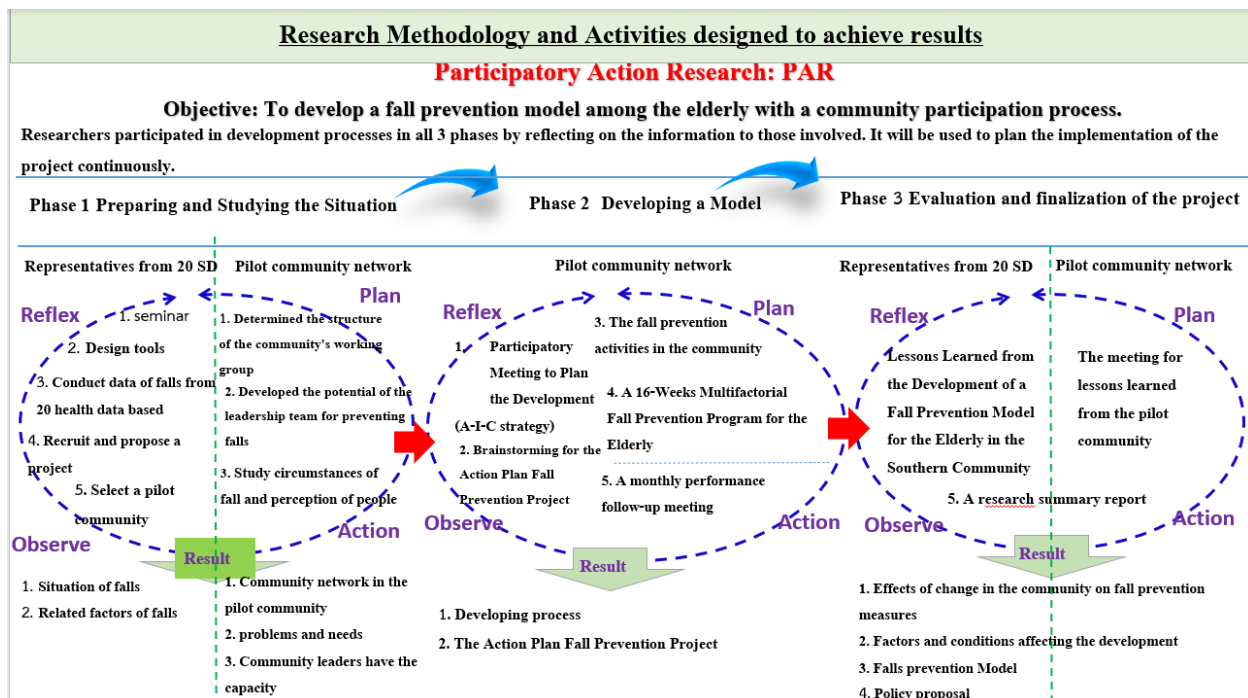 Research Methodology and Activities designed to achieve results
Participatory Action Research: PAR
Objective: To develop a fall prevention model among the elderly with a community participation process.
Researchers participated in development processes in all 3 phases by reflecting on the information to those involved. It will be used to plan the implementation of the
project continuously.
Phase 1 Preparing and Studying the Situation
Phase 2 Developing a Model
Phase 3 Evaluation and finalization of the project
Representatives from 20 SD
Pilot community network
Reflex
Plan
1. seminar
2. Design tools
3. Conduct data of falls from
20 health data based
4. Recruit and propose a
project
5. Select a pilot
community
1. Determined the structure
of the community's working
group
2. Developed the potential of the
leadership team for preventing
falls
3. Study circumstances of
fall and perception of people
Observe
Action
Result
1. Situation of falls
2. Related factors of falls
1. Community network in the
pilot community
2. problems and needs
3. Community leaders have the
capacity
Pilot community network
Reflex
Plan
1. Participatory
Meeting to Plan
the Development
(A-I-C strategy)
2. Brainstorming for the
Action Plan Fall
Prevention Project
3. The fall prevention
activities in the community
4. A 16-Weeks Multifactorial
Fall Prevention Program for the
Elderly
5. A monthly performance
follow-up meeting
Observe
Action
Result
1. Developing process
2. The Action Plan Fall Prevention Project
Representatives from 20 SD
Pilot community network
Reflex
Plan
Lessons Learned from
the Development of a
Fall Prevention Model
for the Elderly in the
Southern Community
The meeting for
lessons learned
from the pilot
community
5. A research summary report
Observe
Action
Result
1. Effects of change in the community on fall prevention
measures
2. Factors and conditions affecting the development
3. Falls prevention Model
4. Policy proposal